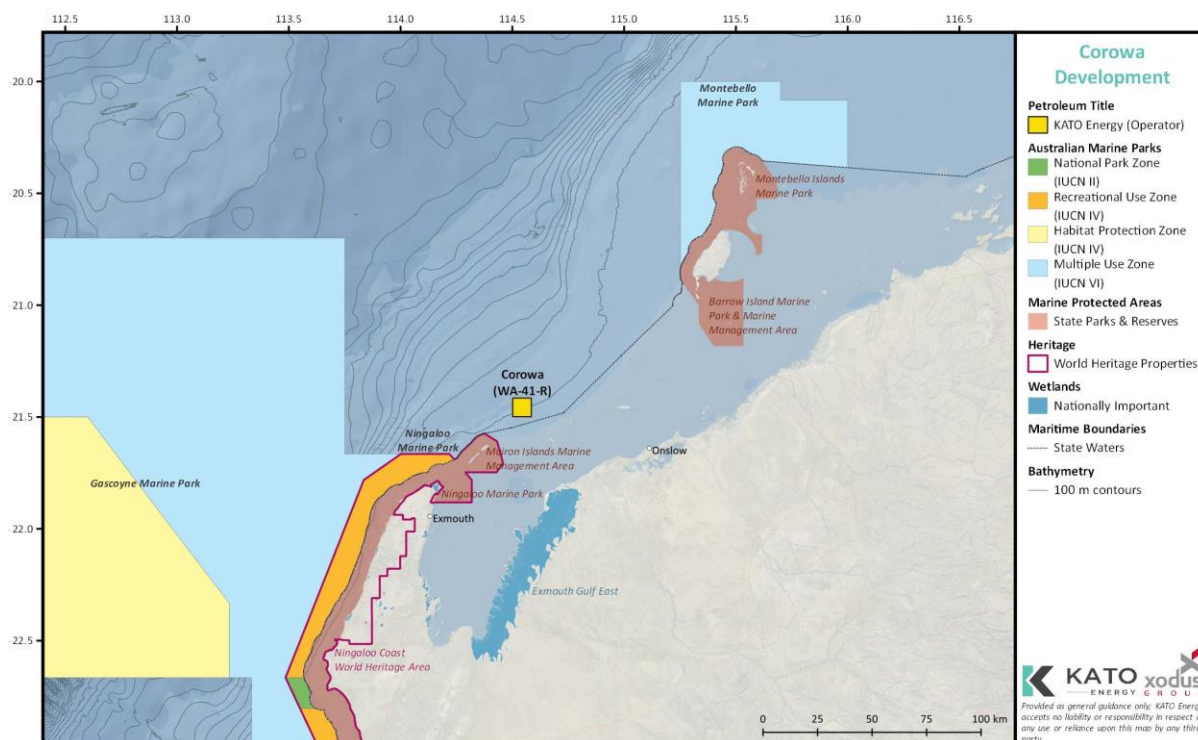 112.5 113.0 113.5 114.0 114.5 115.0 115.5 116.0 116.5
20.0
20.5
21.0
21.5
22.0
22.5
Montebello
Marine Park
Montebello Islands
Marine Park
Barrow Island Marine
Park & Marine
Management Area
Corowa
(WA-41-R)
Ningaloo
Marine Park
Muiron Islands Marine
Management Area
Onslow
Gascoyne Marine Park
Ningaloo Marine Park
Exmouth
Exmouth Gulf East
Ningaloo Coast
World Heritage Area
0 25 50 75 100 km
Corowa
Development
Petroleum Title
KATO Energy (Operator)
Australian Marine Parks
National Park Zone
(IUCN II)
Recreational Use Zone
(IUCN IV)
Habitat Protection Zone
(IUCN IV)
Multiple Use Zone
(IUCN VI)
Marine Protected Areas
State Parks & Reserves
Heritage
World Heritage Properties
Wetlands
Nationally Important
Maritime Boundaries
State Waters
Bathymetry
100 m contours
KATO
ENERGY
xodus
GROUP
Provided as general guidance only; KATO Energy
accepts no liability or responsibility in respect of
any use or reliance upon this map by any third
party.